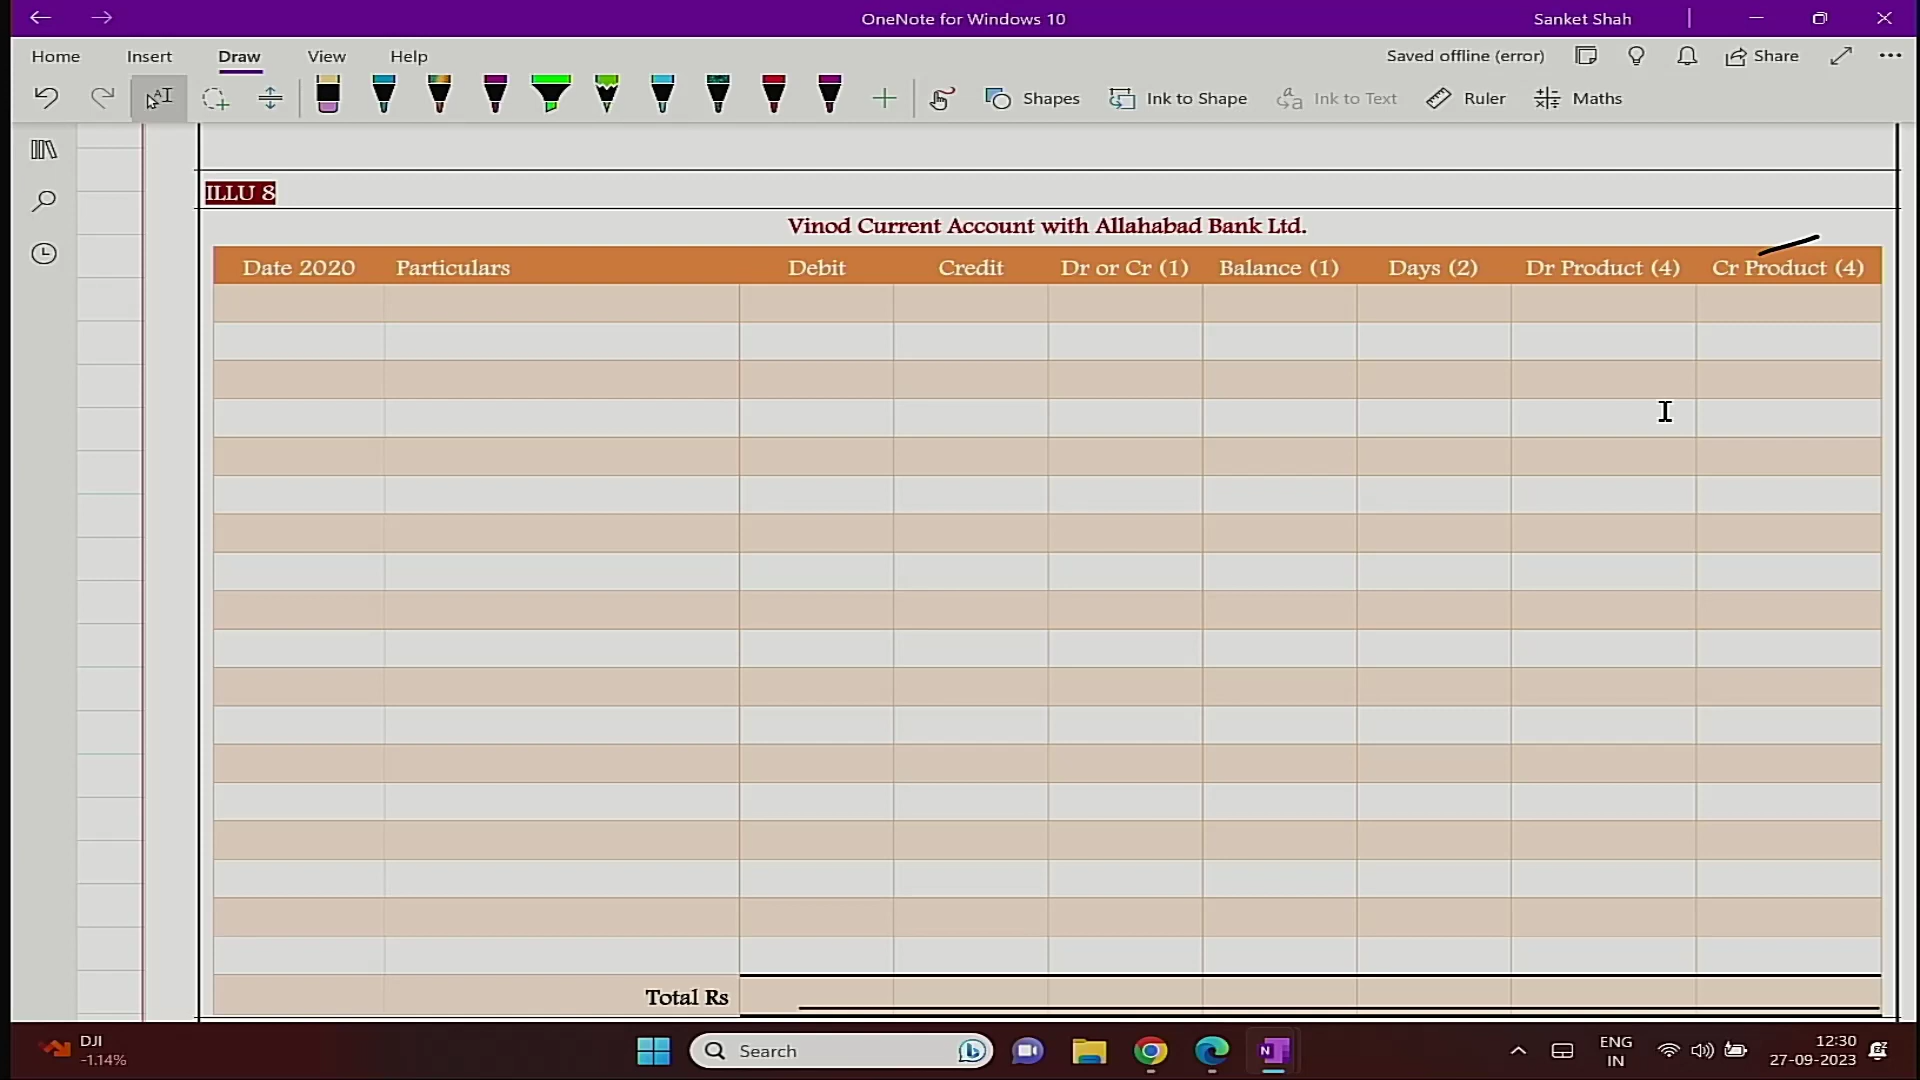 OneNote for Windows 10
Sanket Shah
Home Insert Draw View Help
Saved offline (error)
Share
Shapes
Ink to Shape
Ink to Text
Ruler
Maths
ILLU 8
Vinod Current Account with Allahabad Bank Ltd.
Date 2020 Particulars Debit Credit Dr or Cr (1) Balance (1) Days (2) Dr Product (4) Cr Product (4)
Total Rs
DJI
-1.14%
Search
ENG
IN
12:30
27-09-2023